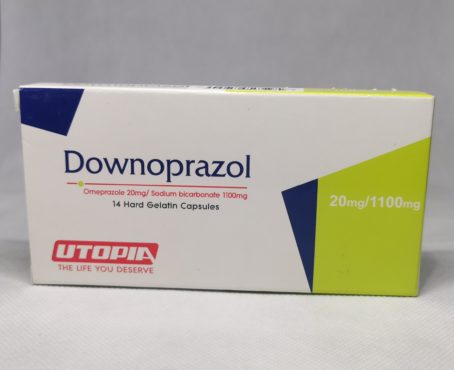 Downoprazol
Omeprazole 20mg/ Sodium bicarbonate 1100mg
14 Hard Gelatin Capsules
20mg/1100mg
UTOPIA
THE LIFE YOU DESERVE